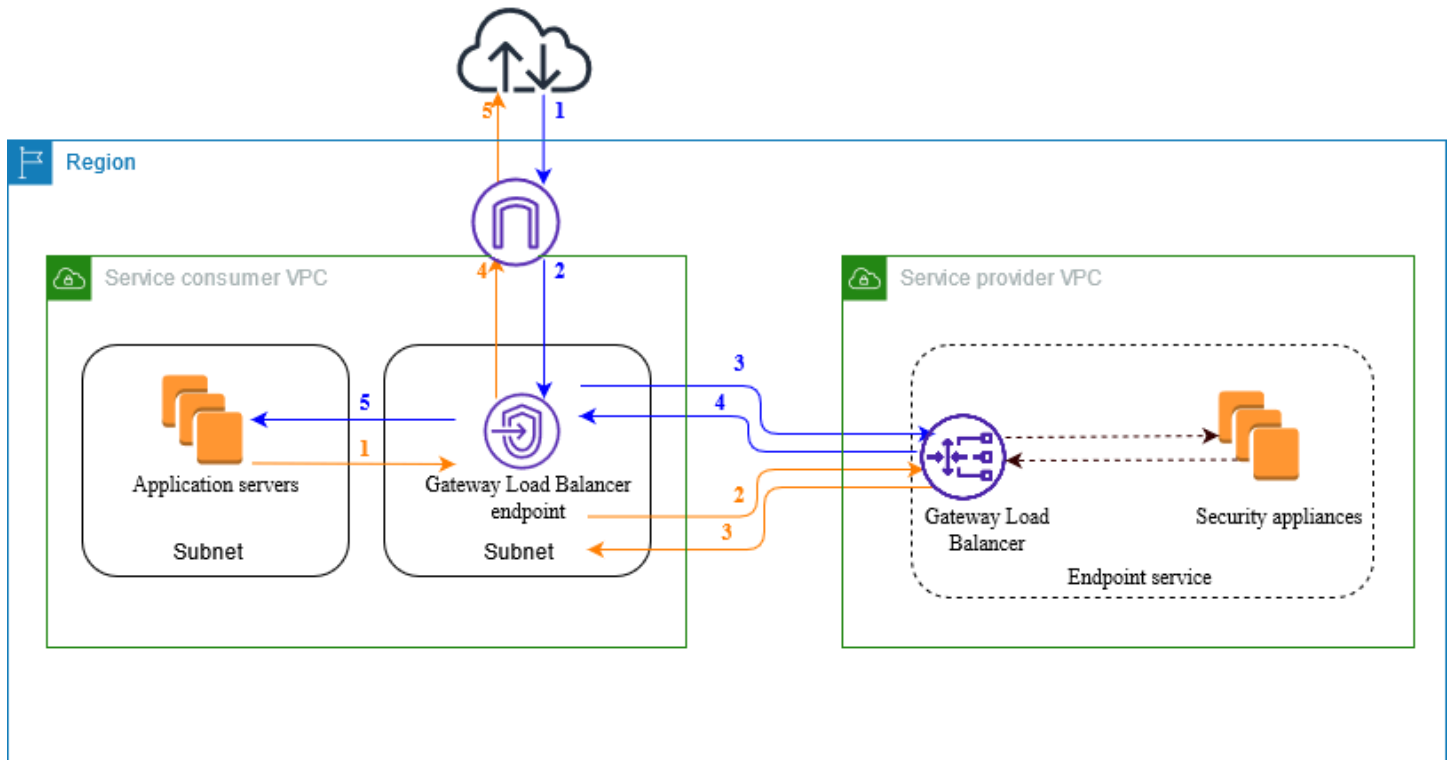 5
1
Region
4
2
Service consumer VPC
Service provider VPC
3
4
5
1
Application servers
Gateway Load Balancer
endpoint
2
3
Subnet
Subnet
Gateway Load
Balancer
Security appliances
Endpoint service